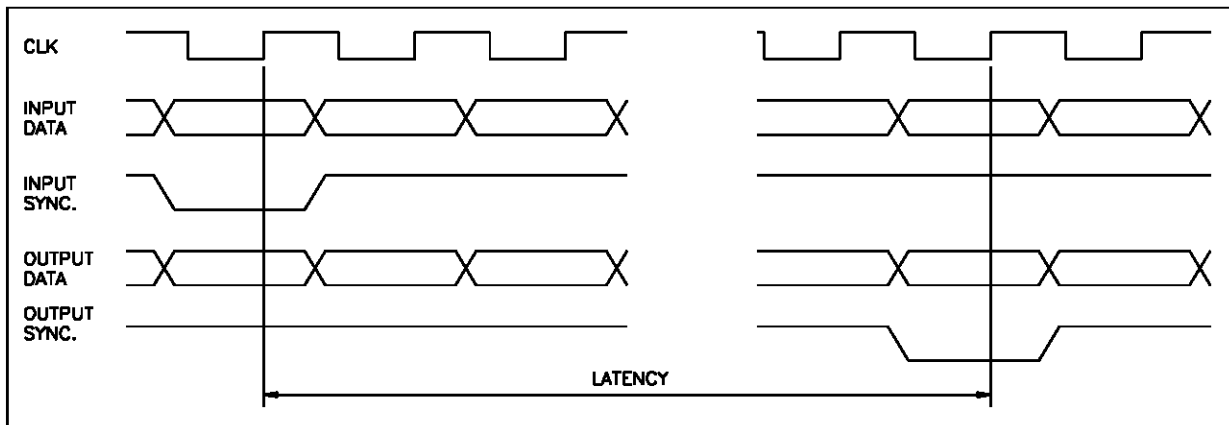 CLK
INPUT
DATA
INPUT
SYNC.
OUTPUT
DATA
OUTPUT
SYNC.
LATENCY